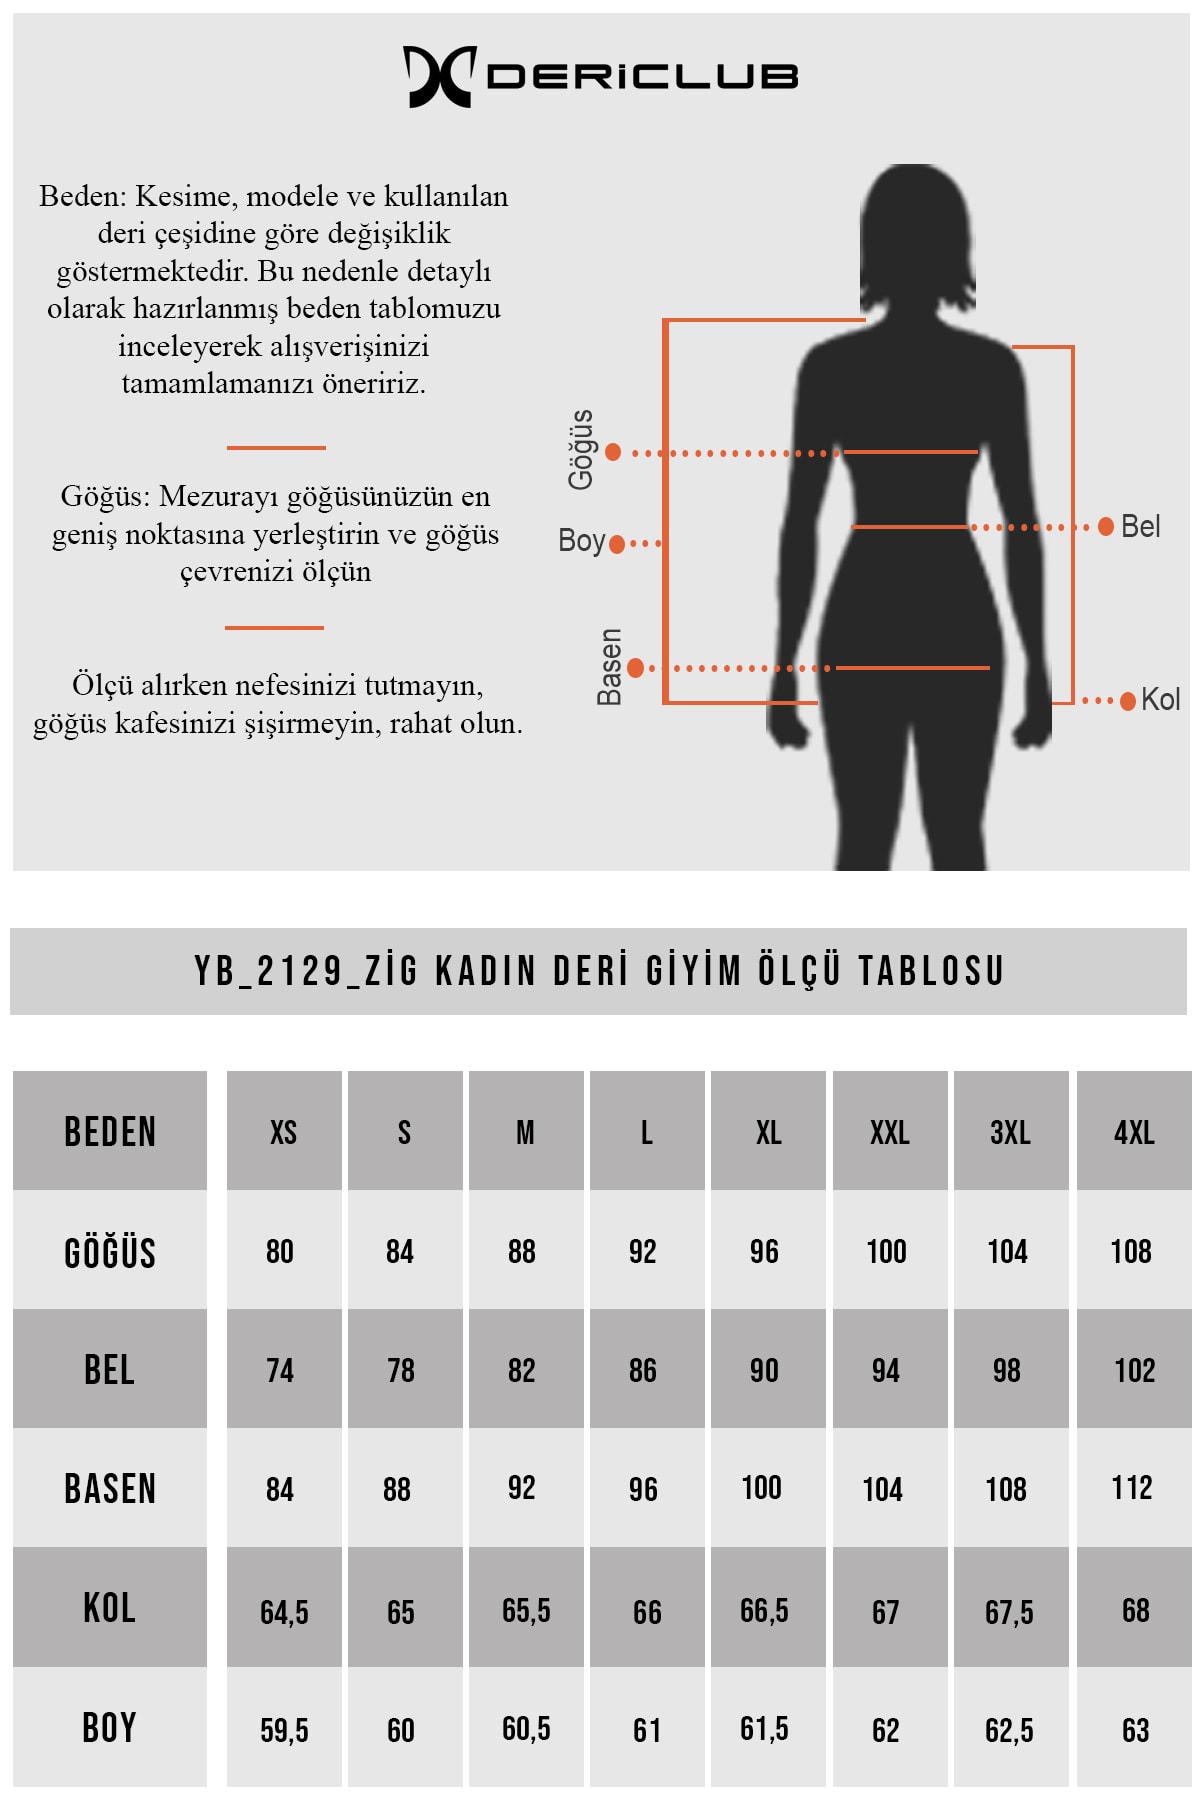 DERiCLUB
Beden: Kesime, modele ve kullanılan
deri çeşidine göre değişiklik
göstermektedir. Bu nedenle detaylı
olarak hazırlanmış beden tablomuzu
inceleyerek alışverişinizi
tamamlamanızı öneririz.
Göğüs: Mezurayı göğüsünüzün en
geniş noktasına yerleştirin ve göğüs
çevrenizi ölçün
Ölçü alırken nefesinizi tutmayın,
göğüs kafesinizi şişirmeyin, rahat olun.
Göğüs
Boy
Bel
Basen
Kol
YB_2129_ZİG KADIN DERİ GİYİM ÖLÇÜ TABLOSU
BEDEN XS S M L XL XXL 3XL 4XL
GÖĞÜS 80 84 88 92 96 100 104 108
BEL 74 78 82 86 90 94 98 102
BASEN 84 88 92 96 100 104 108 112
KOL 64,5 65 65,5 66 66,5 67 67,5 68
BOY 59,5 60 60,5 61 61,5 62 62,5 63